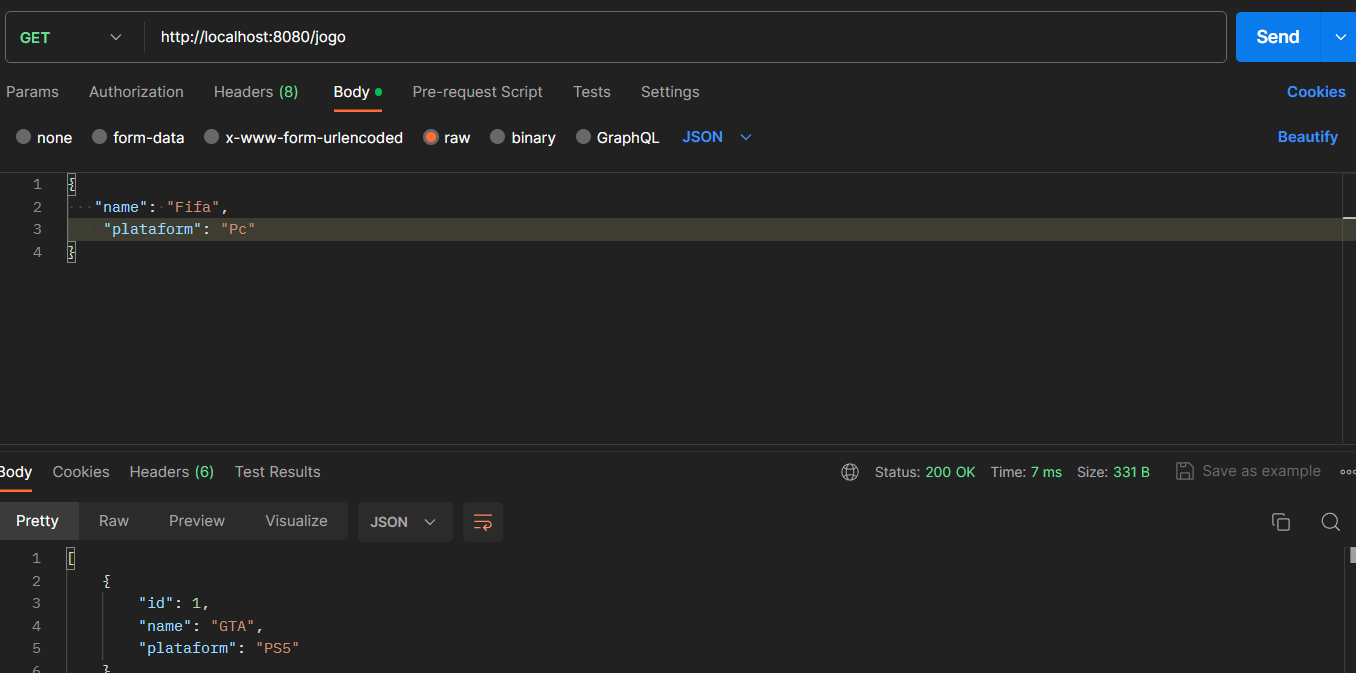 GET http://localhost:8080/jogo Send
Params Authorization Headers (8) Body Pre-request Script Tests Settings Cookies
none form-data x-www-form-urlencoded raw binary GraphQL JSON Beautify
1 {
2 "name": "Fifa",
3 "plataform": "Pc"
4 }
Body Cookies Headers (6) Test Results Status: 200 OK Time: 7 ms Size: 331 B Save as example
Pretty Raw Preview Visualize JSON
1 [
2 {
3 "id": 1,
4 "name": "GTA",
5 "plataform": "PS5"
6 }